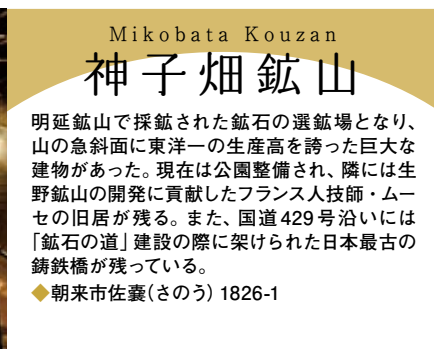 Mikobata Kouzan
神子畑鉱山
明延鉱山で採鉱された鉱石の選鉱場となり、
山の急斜面に東洋一の生産高を誇った巨大な
建物があった。現在は公園整備され、隣には生
野鉱山の開発に貢献したフランス人技師・ムー
セの旧居が残る。また、国道429号沿いには
「鉱石の道」建設の際に架けられた日本最古の
鋳鉄橋が残っている。
◆朝来市佐嚢(さのう) 1826-1